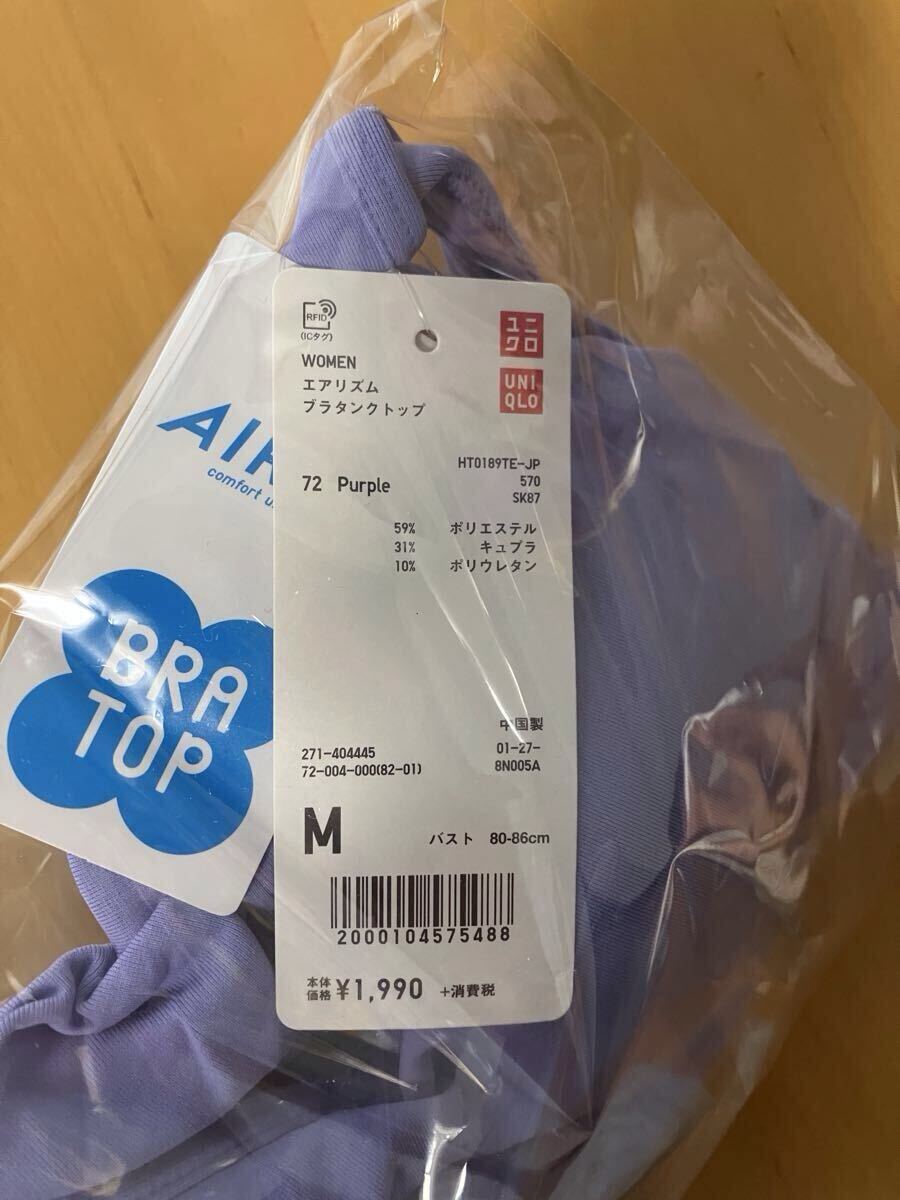 RFID
(ICタグ)
ユニ
クロ
UNI
QLO
WOMEN
エアリズム
ブラタンクトップ
HT0189TE-JP
72 Purple
570
SK87
59% ポリエステル
31% キュプラ
10% ポリウレタン
中国製
271-404445
01-27-
72-004-000(82-01)
8N005A
M
バスト 80-86cm
2000104575488
本体
価格 ¥1,990 +消費税
comfort
BRA
TOP